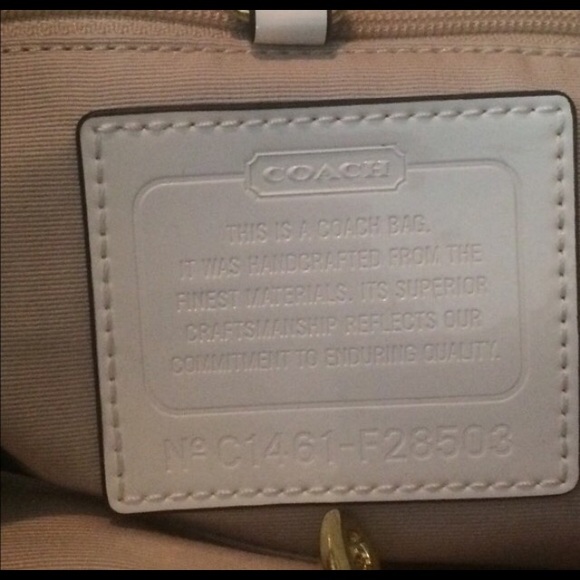 COACH
THIS IS A COACH BAG.
IT WAS HANDCRAFTED FROM THE
FINEST MATERIALS. ITS SUPERIOR
CRAFTSMANSHIP REFLECTS OUR
COMMITMENT TO ENDURING QUALITY.
Nº C1461-F28503